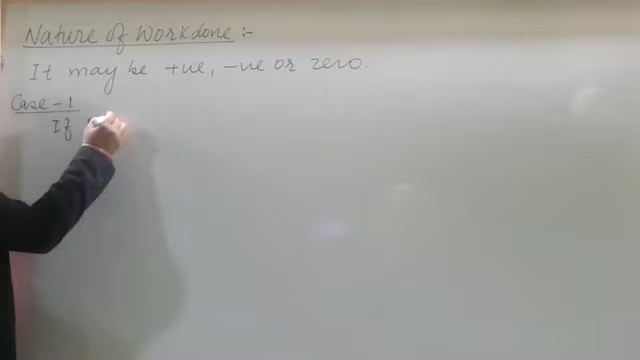 Nature of Workdone :-
It may be +ve, -ve or zero.
Case - 1
If